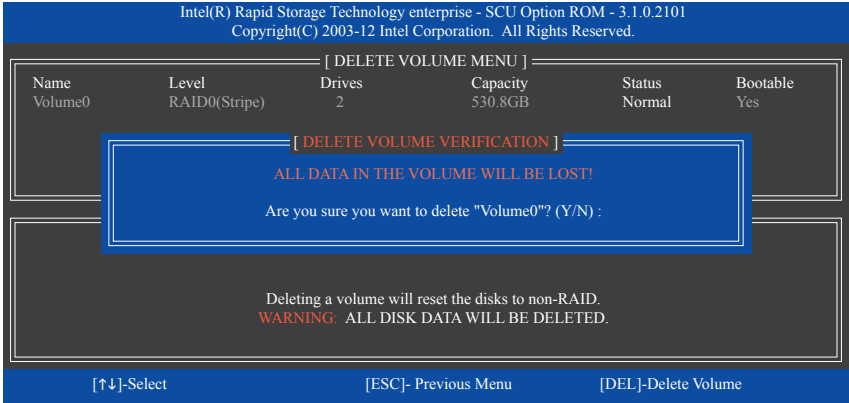 Intel(R) Rapid Storage Technology enterprise - SCU Option ROM - 3.1.0.2101
Copyright(C) 2003-12 Intel Corporation. All Rights Reserved.
[ DELETE VOLUME MENU ]
Name Level Drives Capacity Status Bootable
Volume0 RAID0(Stripe) 2 530.8GB Normal Yes
[ DELETE VOLUME VERIFICATION ]
ALL DATA IN THE VOLUME WILL BE LOST!
Are you sure you want to delete "Volume0"? (Y/N) :
Deleting a volume will reset the disks to non-RAID.
WARNING: ALL DISK DATA WILL BE DELETED.
[↑↓]-Select [ESC]- Previous Menu [DEL]-Delete Volume